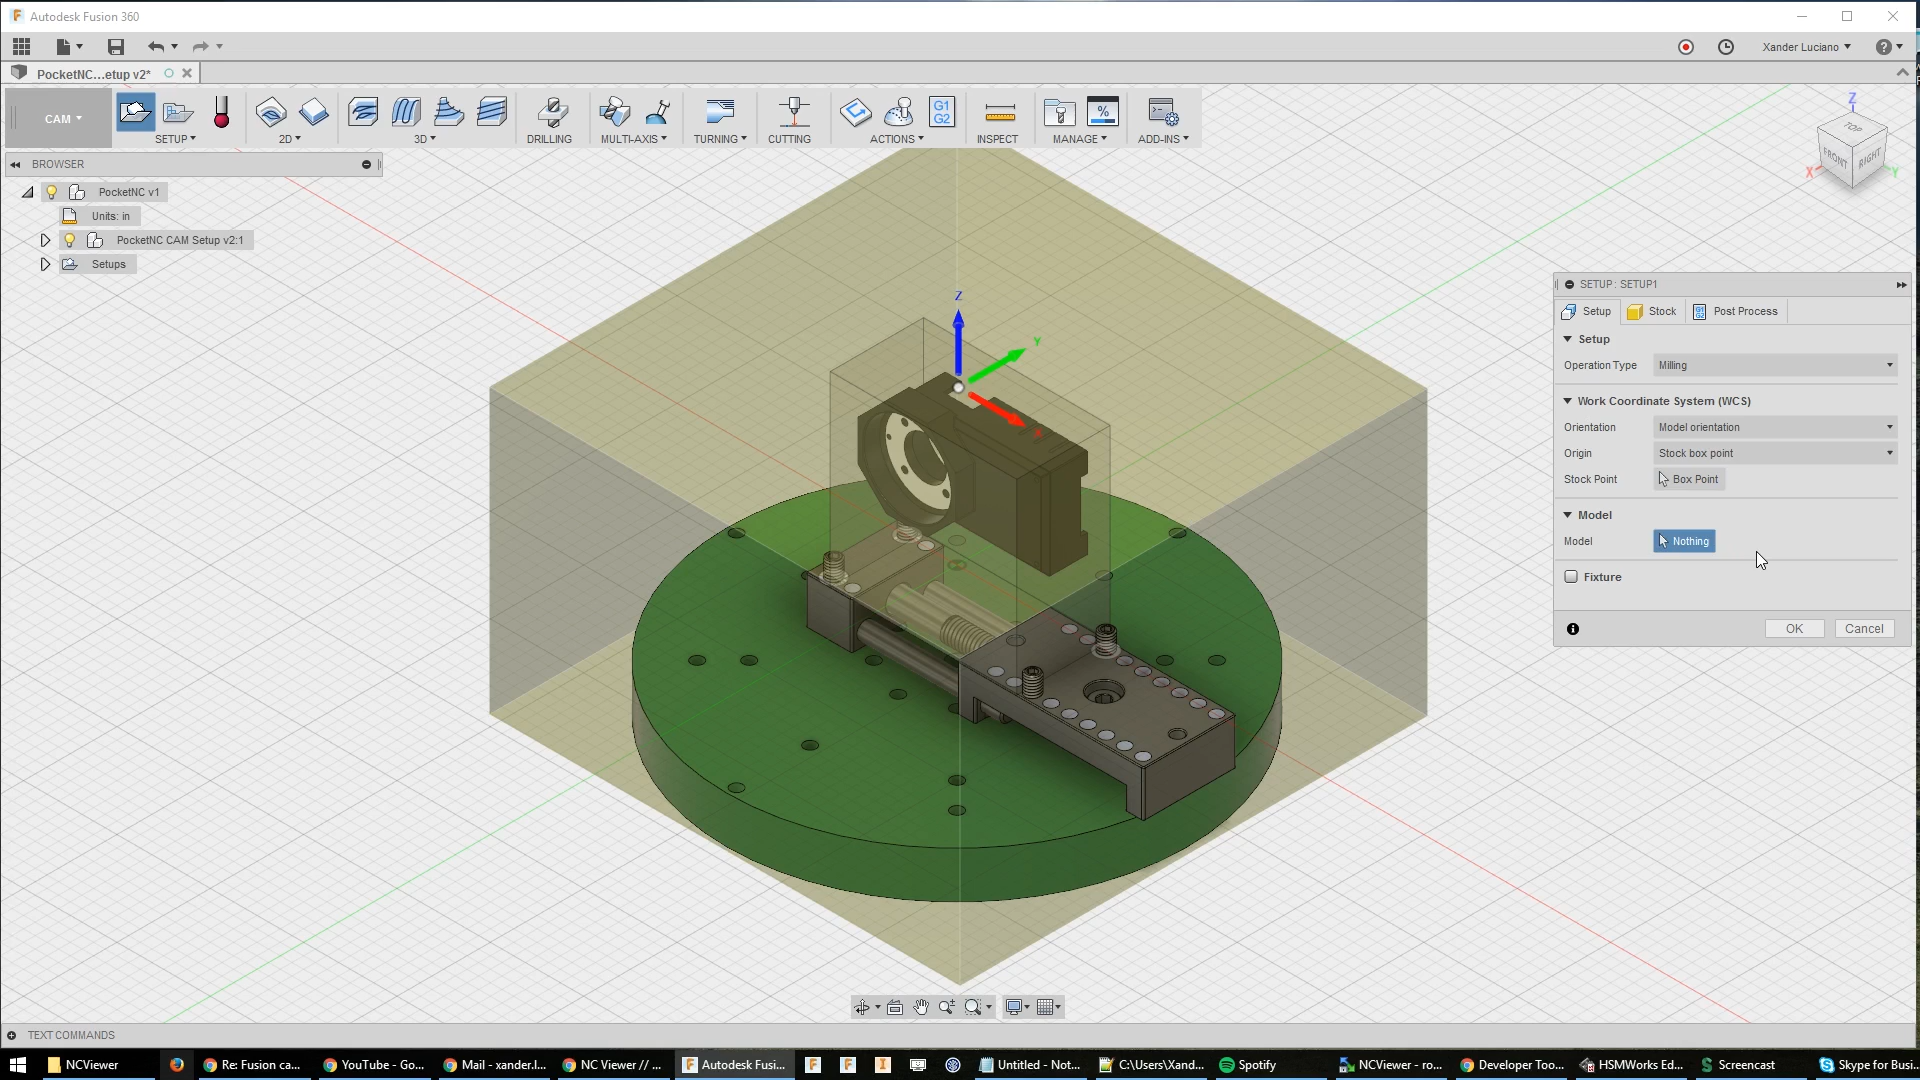 Autodesk Fusion 360
Xander Luciano
PocketNC...etup v2*
CAM
SETUP
2D
3D
DRILLING
MULTI-AXIS
TURNING
CUTTING
G1
G2
ACTIONS
INSPECT
%
MANAGE
ADD-INS
BROWSER
PocketNC v1
Units: in
PocketNC CAM Setup v2:1
Setups
Z
TOP
FRONT
RIGHT
X
Y
Z
Y
X
SETUP : SETUP1
Setup
Stock
Post Process
Setup
Operation Type
Milling
Work Coordinate System (WCS)
Orientation
Model orientation
Origin
Stock box point
Stock Point
Box Point
Model
Model
Nothing
Fixture
OK
Cancel
TEXT COMMANDS
NCViewer
Re: Fusion ca...
YouTube - Go...
Mail - xander.l...
NC Viewer // ...
Autodesk Fusi...
Untitled - Not...
C:\Users\Xand...
Spotify
NCViewer - ro...
Developer Too...
HSMWorks Ed...
Screencast
Skype for Busi...